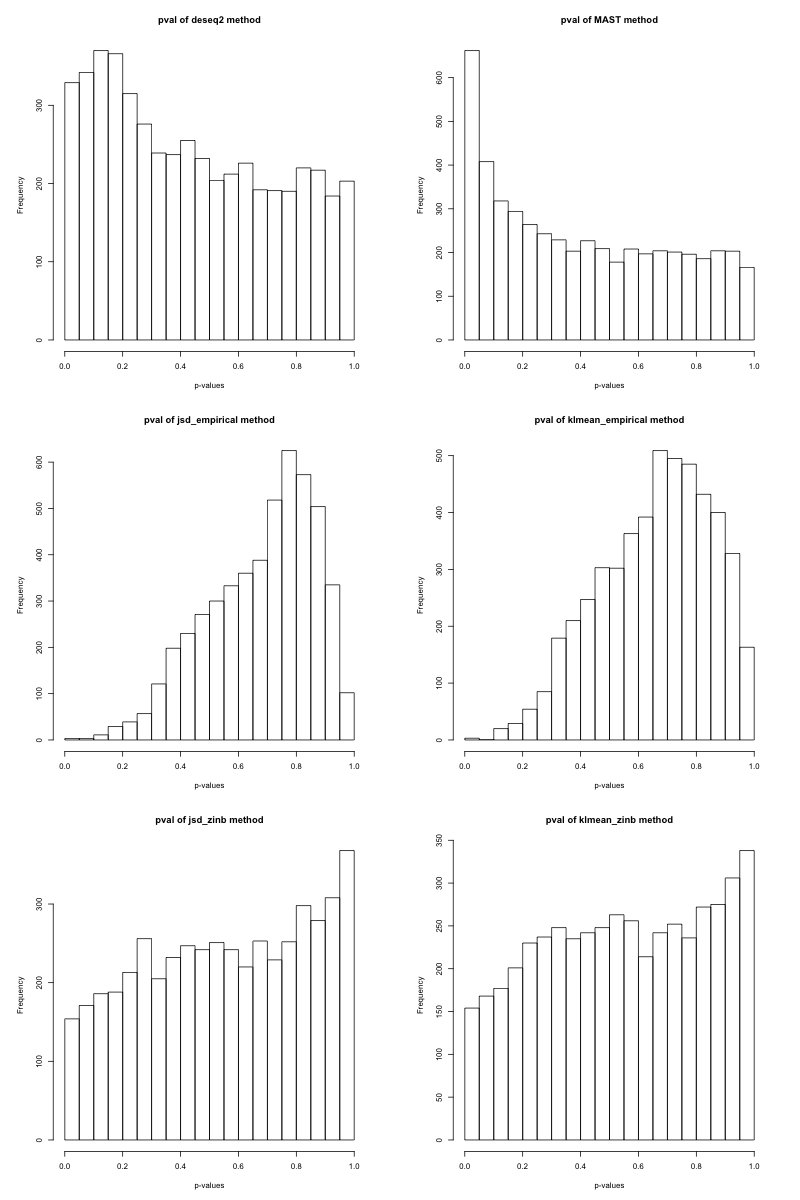 pval of deseq2 method
Frequency
0 100 200 300
0.0 0.2 0.4 0.6 0.8 1.0
p-values
pval of MAST method
Frequency
0 100 200 300 400 500 600
0.0 0.2 0.4 0.6 0.8 1.0
p-values
pval of jsd_empirical method
Frequency
0 100 200 300 400 500 600
0.0 0.2 0.4 0.6 0.8 1.0
p-values
pval of klmean_empirical method
Frequency
0 100 200 300 400 500
0.0 0.2 0.4 0.6 0.8 1.0
p-values
pval of jsd_zinb method
Frequency
0 100 200 300
0.0 0.2 0.4 0.6 0.8 1.0
p-values
pval of klmean_zinb method
Frequency
0 50 100 150 200 250 300 350
0.0 0.2 0.4 0.6 0.8 1.0
p-values